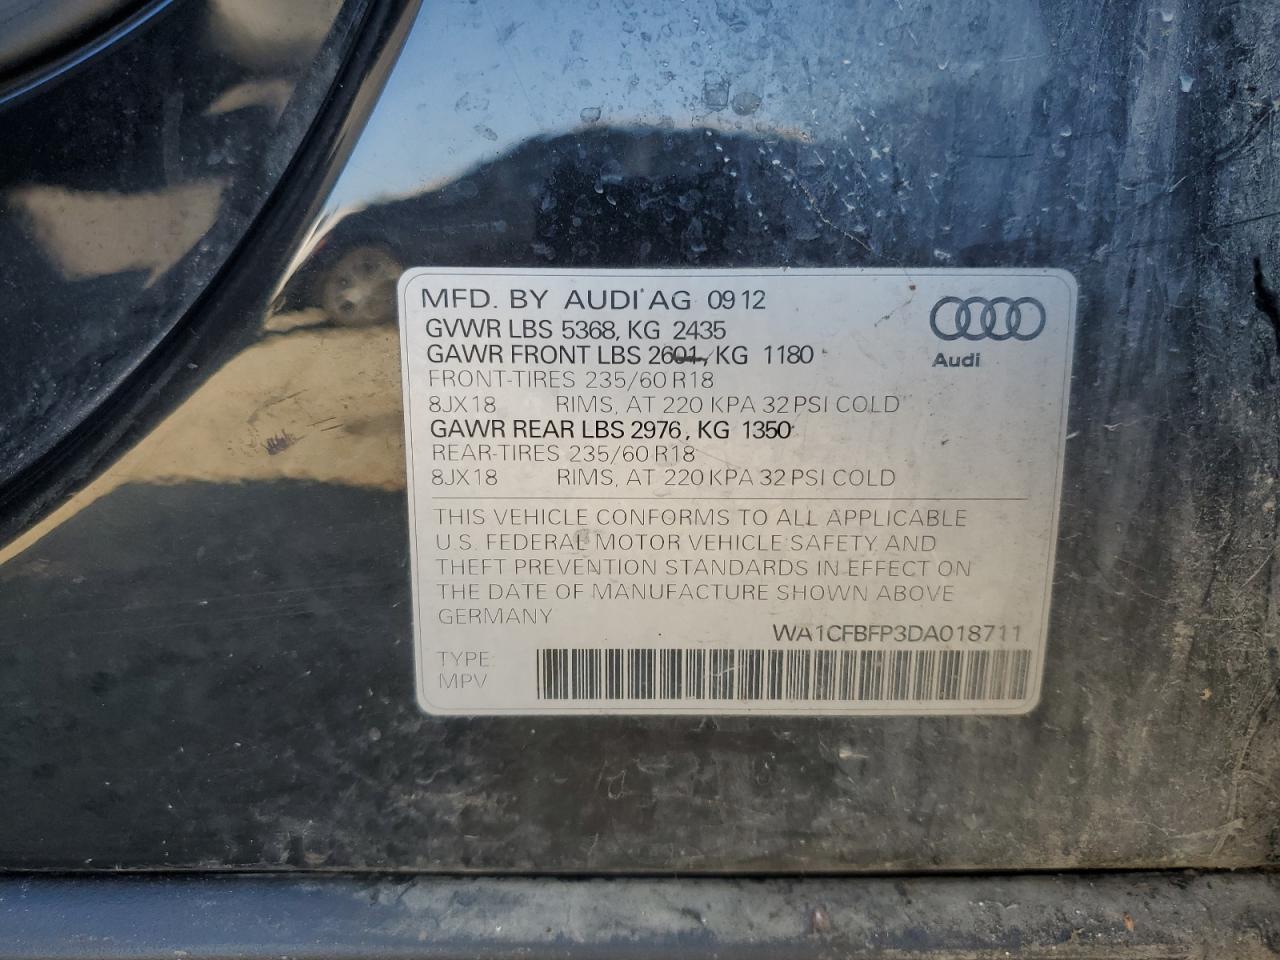 MFD. BY AUDI AG 09 12
GVWR LBS 5368, KG 2435
GAWR FRONT LBS 2601, KG 1180
Audi
FRONT-TIRES 235/60 R18
8JX18 RIMS, AT 220 KPA 32 PSI COLD
GAWR REAR LBS 2976, KG 1350
REAR-TIRES 235/60 R18
8JX18 RIMS, AT 220 KPA 32 PSI COLD
THIS VEHICLE CONFORMS TO ALL APPLICABLE
U.S. FEDERAL MOTOR VEHICLE SAFETY AND
THEFT PREVENTION STANDARDS IN EFFECT ON
THE DATE OF MANUFACTURE SHOWN ABOVE
GERMANY
WA1CFBFP3DA018711
TYPE:
MPV